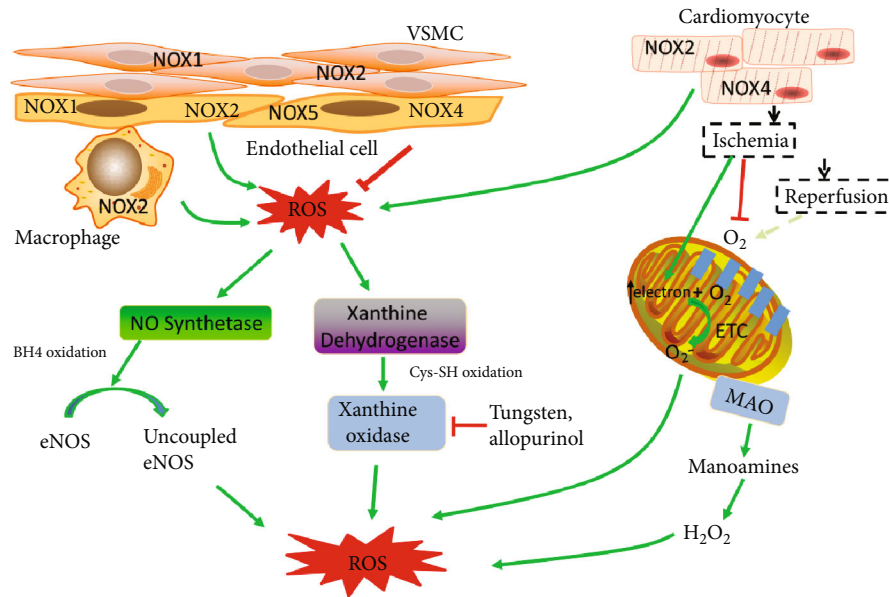 VSMC
NOX1
NOX2
NOX1
NOX2
NOX5
NOX4
Endothelial cell
NOX2
Macrophage
ROS
Cardiomyocyte
NOX2
NOX4
Ischemia
Reperfusion
O₂
electron + O₂
ETC
O₂⁻
MAO
Manoamines
H₂O₂
NO Synthetase
BH4 oxidation
eNOS
Uncoupled
eNOS
Xanthine
Dehydrogenase
Cys-SH oxidation
Xanthine
oxidase
Tungsten,
allopurinol
ROS